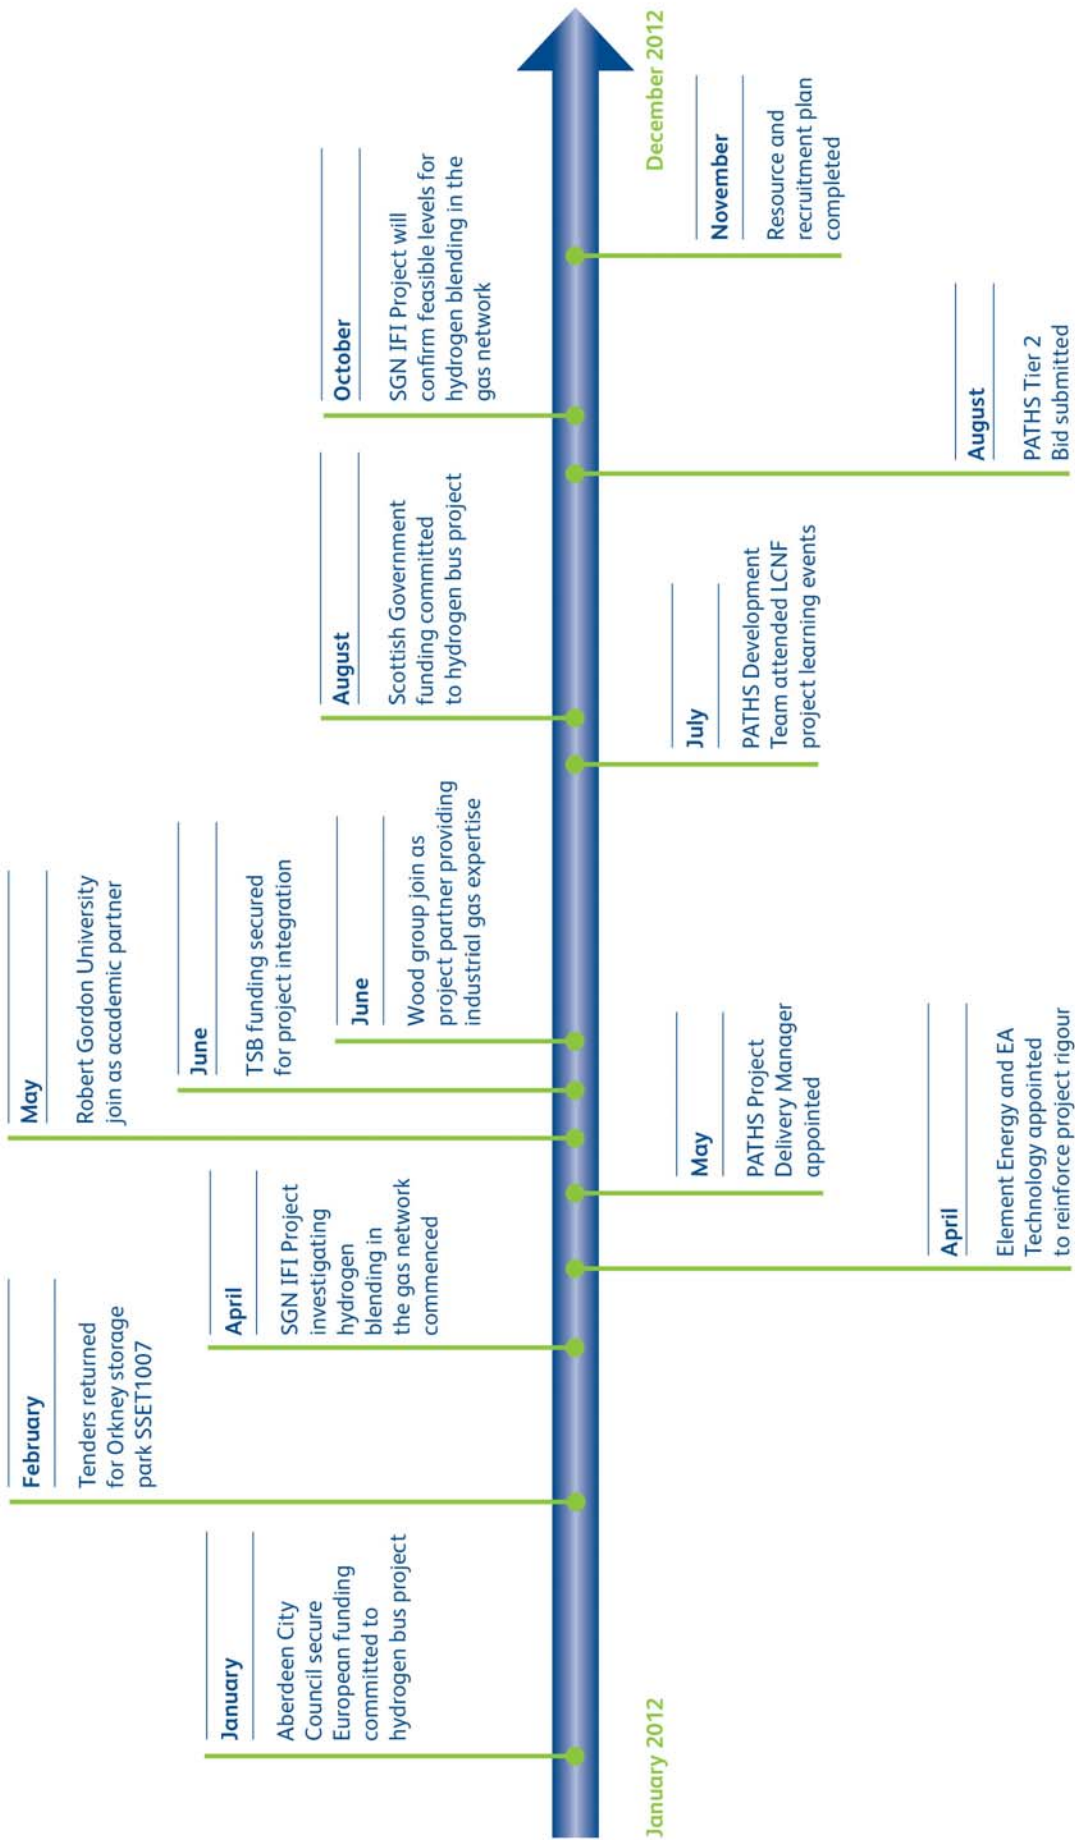 January
Aberdeen City
Council secure
European funding
committed to
hydrogen bus project
February
Tenders returned
for Orkney storage
park SSET1007
April
SGN IFI Project
investigating
hydrogen
blending in
the gas network
commenced
May
Robert Gordon University
join as academic partner
June
TSB funding secured
for project integration
June
Wood group join as
project partner providing
industrial gas expertise
August
Scottish Government
funding committed
to hydrogen bus project
October
SGN IFI Project will
confirm feasible levels for
hydrogen blending in the
gas network
January 2012
December 2012
April
Element Energy and EA
Technology appointed
to reinforce project rigour
May
PATHS Project
Delivery Manager
appointed
July
PATHS Development
Team attended LCNF
project learning events
August
PATHS Tier 2
Bid submitted
November
Resource and
recruitment plan
completed